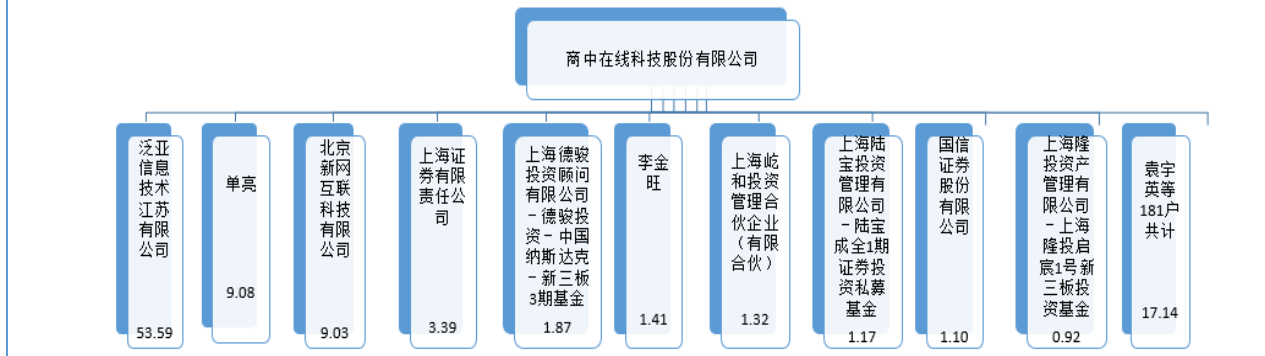 商中在线科技股份有限公司
泛亚
信息
技术
江苏
有限
公司
53.59
单亮
9.08
北京
新网
互联
科技
有限
公司
9.03
上海证
券有限
责任公
司
3.39
上海德骏
投资顾问
有限公司
-德骏投
资-中国
纳斯达克
-新三板
3期基金
1.87
李金
旺
1.41
上海屹
和投资
管理合
伙企业
（有限
合伙）
1.32
上海陆
宝投资
管理有
限公司
-陆宝
成全1期
证券投
资私募
基金
1.17
国信
证券
股份
有限
公司
1.10
上海隆
投资产
管理有
限公司
-上海
隆投启
宸1号新
三板投
资基金
0.92
袁宇
英等
181户
共计
17.14